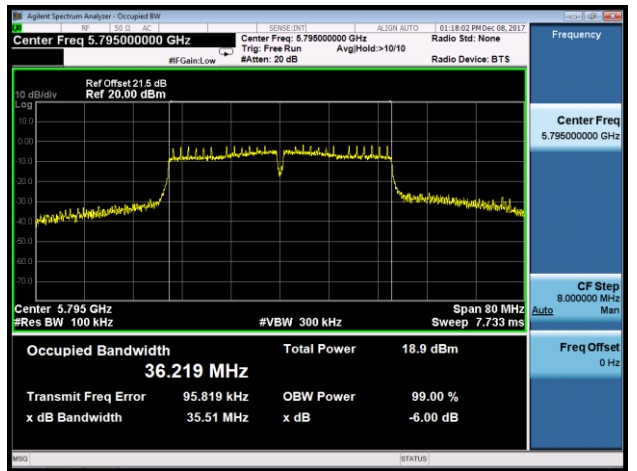 Agilent Spectrum Analyzer - Occupied BW
RF 50 Ω AC SENSE:INT ALIGN AUTO 01:18:02 PM Dec 08, 2017
Center Freq 5.795000000 GHz
Center Freq: 5.795000000 GHz Radio Std: None
Trig: Free Run Avg|Hold:>10/10
#IFGain:Low #Atten: 20 dB Radio Device: BTS
Ref Offset 21.5 dB
10 dB/div Ref 20.00 dBm
Log
10.0
0.00
-10.0
-20.0
-30.0
-40.0
-50.0
-60.0
-70.0
Center 5.795 GHz Span 80 MHz
#Res BW 100 kHz #VBW 300 kHz Sweep 7.733 ms
Occupied Bandwidth Total Power 18.9 dBm
36.219 MHz
Transmit Freq Error 95.819 kHz OBW Power 99.00 %
x dB Bandwidth 35.51 MHz x dB -6.00 dB
MSG STATUS
Frequency
Center Freq
5.795000000 GHz
CF Step
8.000000 MHz
Auto Man
Freq Offset
0 Hz